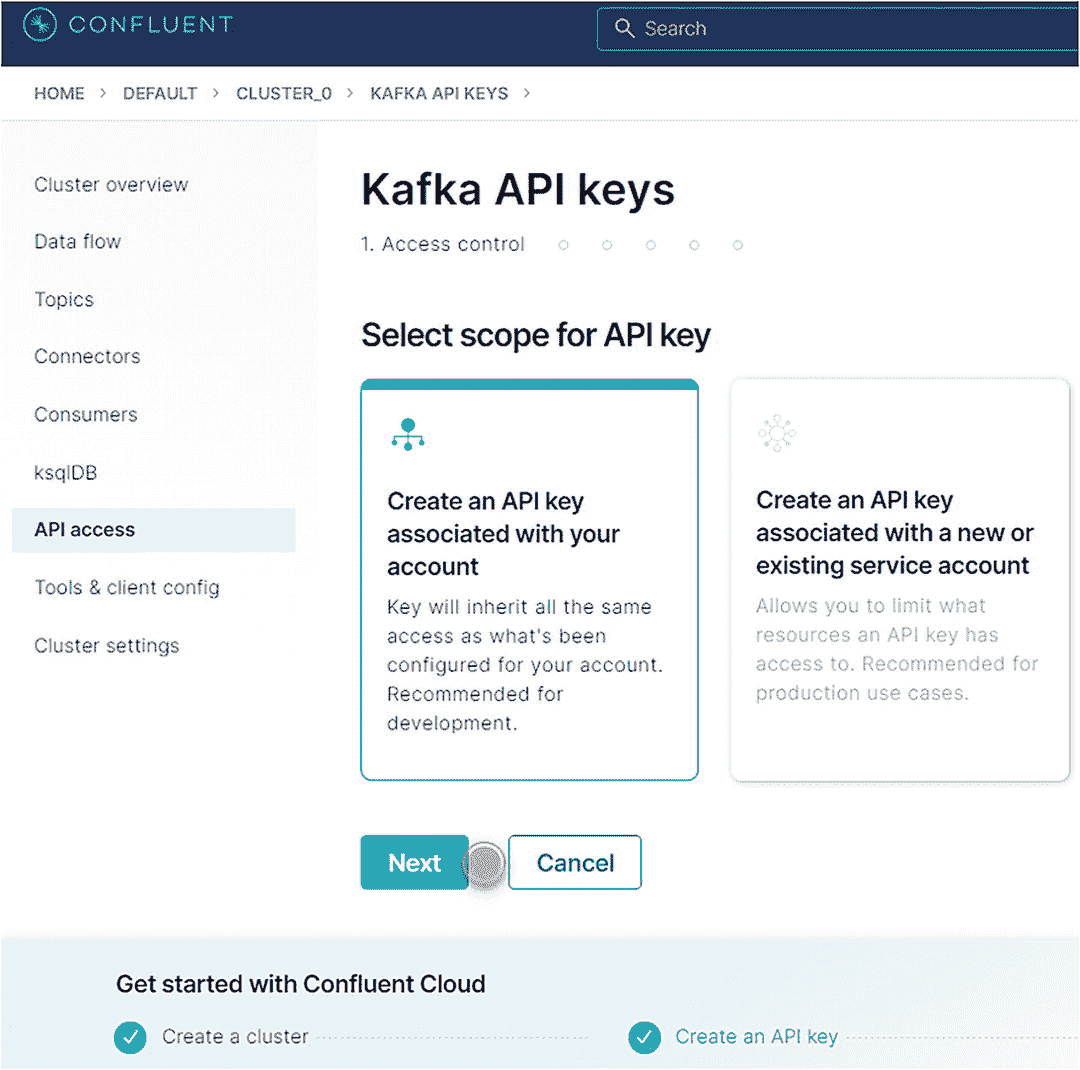 CONFLUENT
Search
HOME > DEFAULT > CLUSTER_0 > KAFKA API KEYS >
Cluster overview
Data flow
Topics
Connectors
Consumers
ksqlDB
API access
Tools & client config
Cluster settings
Kafka API keys
1. Access control
Select scope for API key
Create an API key
associated with your
account
Key will inherit all the same
access as what's been
configured for your account.
Recommended for
development.
Create an API key
associated with a new or
existing service account
Allows you to limit what
resources an API key has
access to. Recommended for
production use cases.
Next
Cancel
Get started with Confluent Cloud
Create a cluster
Create an API key